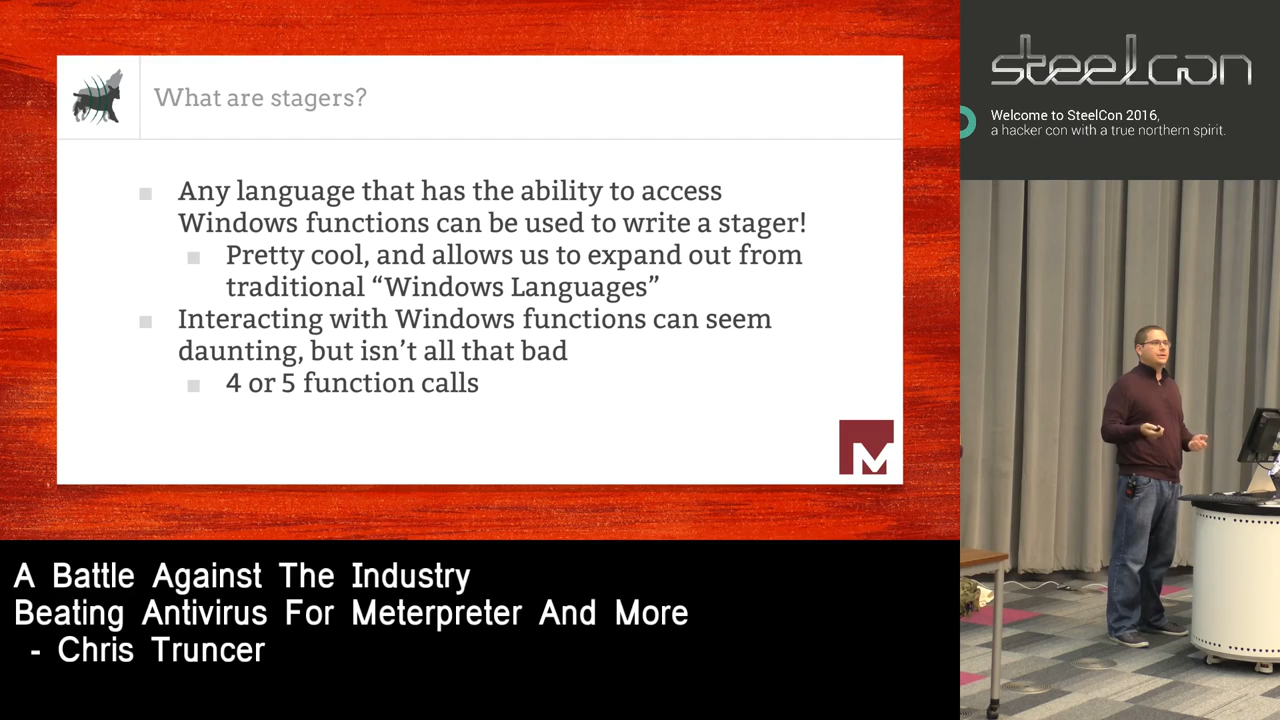 What are stagers?
Any language that has the ability to access
Windows functions can be used to write a stager!
Pretty cool, and allows us to expand out from
traditional “Windows Languages”
Interacting with Windows functions can seem
daunting, but isn’t all that bad
4 or 5 function calls
M
steelcon
Welcome to SteelCon 2016,
a hacker con with a true northern spirit.
A Battle Against The Industry
Beating Antivirus For Meterpreter And More
- Chris Truncer